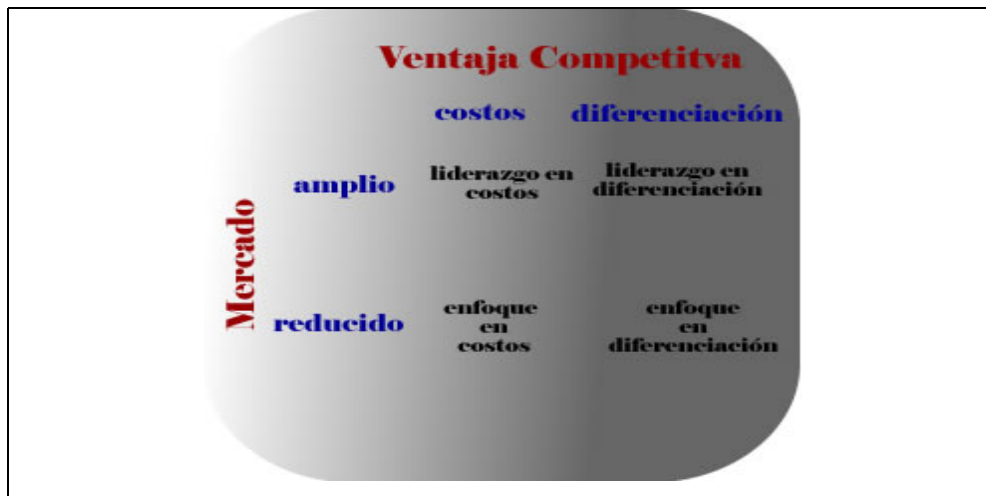 Ventaja Competitva
costos diferenciación
amplio
liderazgo en
costos
liderazgo en
diferenciación
Mercado
reducido
enfoque
en
costos
enfoque
en
diferenciación